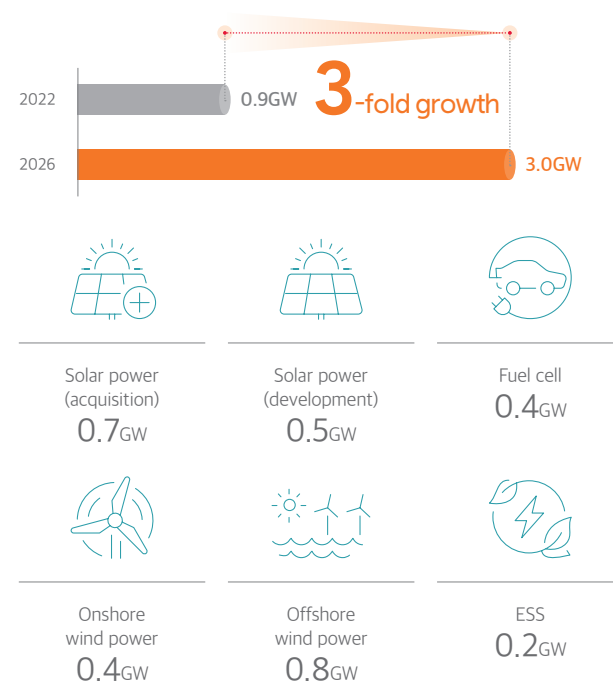 2022
0.9GW
3-fold growth
2026
3.0GW
Solar power
(acquisition)
0.7GW
Solar power
(development)
0.5GW
Fuel cell
0.4GW
Onshore
wind power
0.4GW
Offshore
wind power
0.8GW
ESS
0.2GW